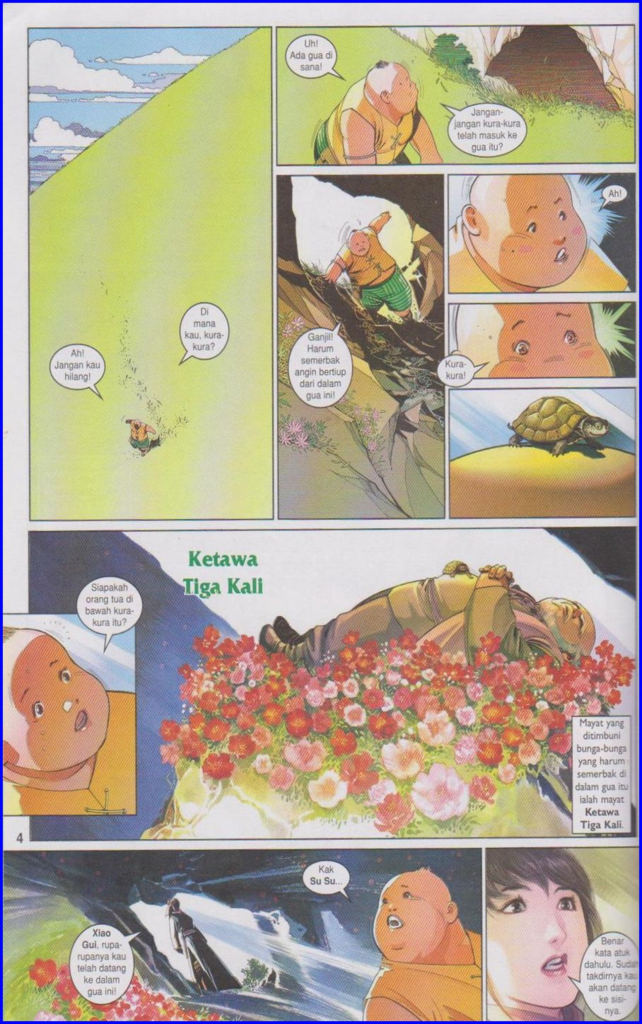 Ah!
Jangan kau
hilang!
Di
mana
kau, kura-
kura?
Uh!
Ada gua di
sana!
Jangan-
jangan kura-kura
telah masuk ke
gua itu?
Ganjil!
Harum
semerbak
angin bertiup
dari dalam
gua ini!
Ah!
Kura-
kura!
Ketawa
Tiga Kali
Siapakah
orang tua di
bawah kura-
kura itu?
Mayat yang
ditimbuni
bunga-bunga
yang harum
semerbak di
dalam gua itu
ialah mayat
Ketawa
Tiga Kali.
4
Xiao
Gui, rupa-
rupanya kau
telah datang
ke dalam
gua ini!
Kak
Su Su...
Benar
kata atuk
dahulu. Sudah
takdirnya kau
akan datang
ke sisi-
nya.